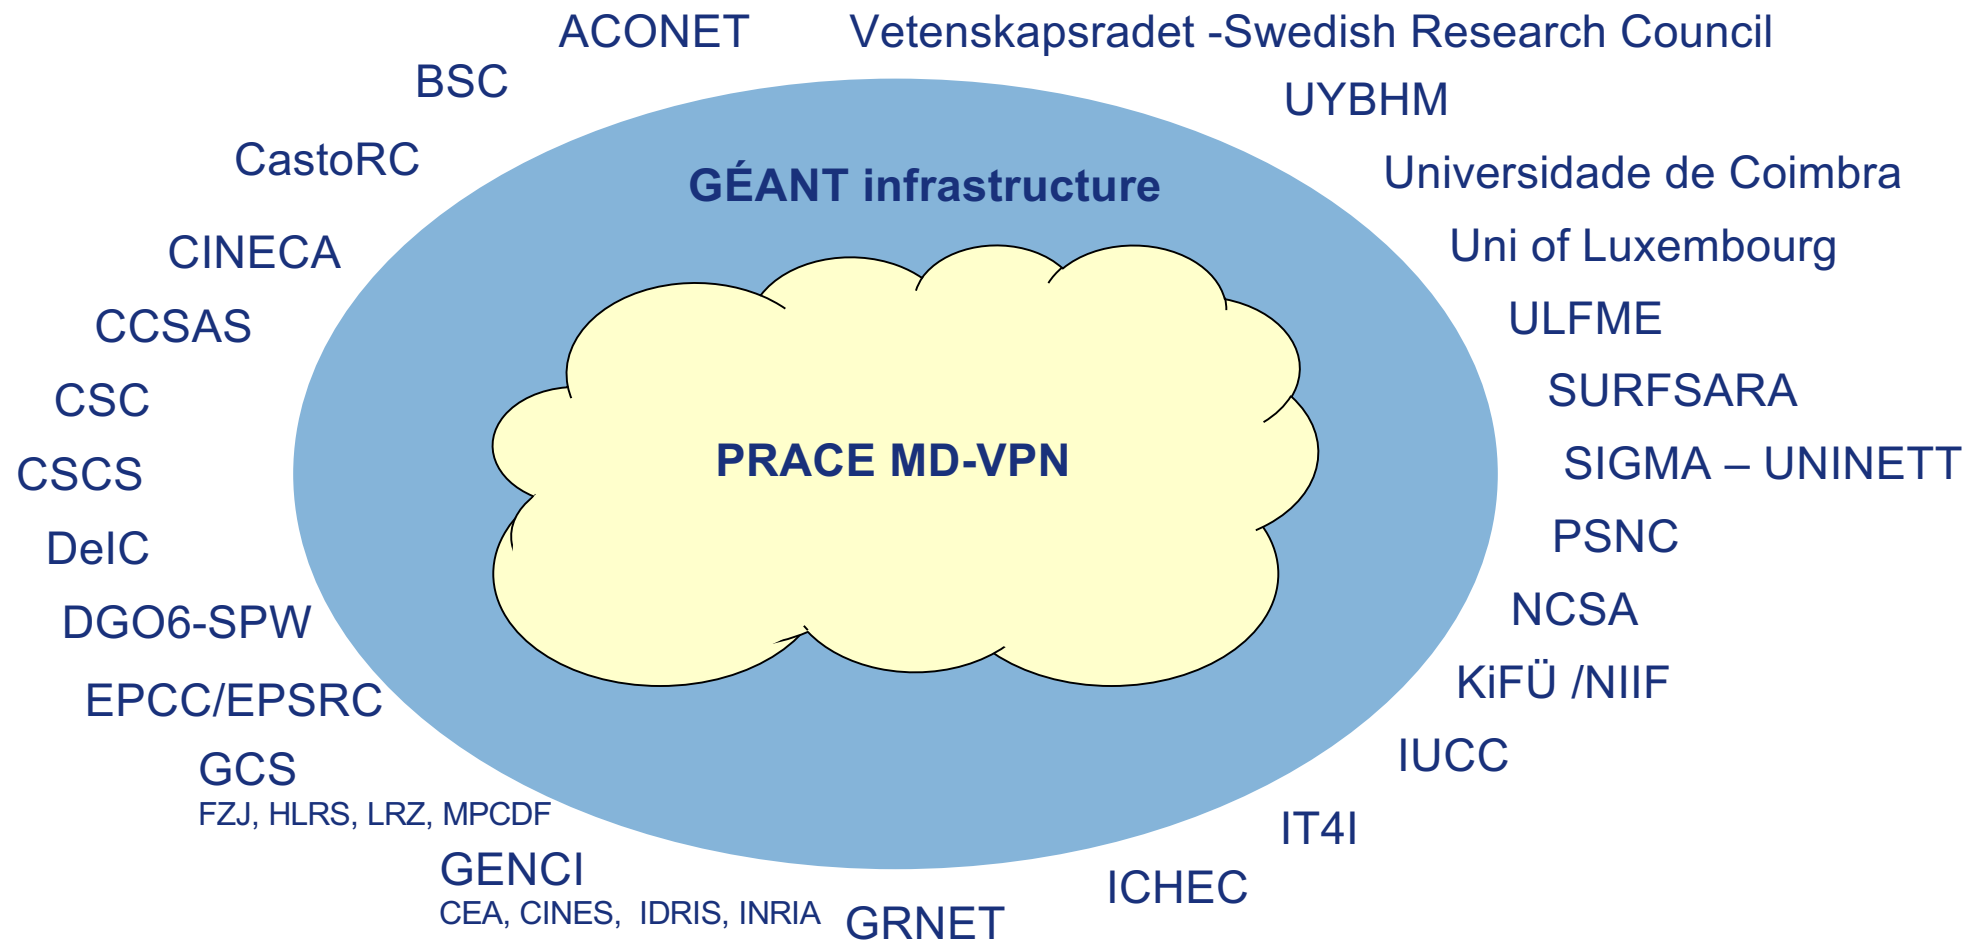 ACONET
Vetenskapsradet -Swedish Research Council
BSC
UYBHM
CastoRC
GÉANT infrastructure
Universidade de Coimbra
CINECA
Uni of Luxembourg
CCSAS
ULFME
CSC
SURFSARA
PRACE MD-VPN
CSCS
SIGMA – UNINETT
DeIC
PSNC
DGO6-SPW
NCSA
EPCC/EPSRC
KiFÜ /NIIF
GCS
FZJ, HLRS, LRZ, MPCDF
IUCC
IT4I
GENCI
CEA, CINES,  IDRIS, INRIA
ICHEC
GRNET